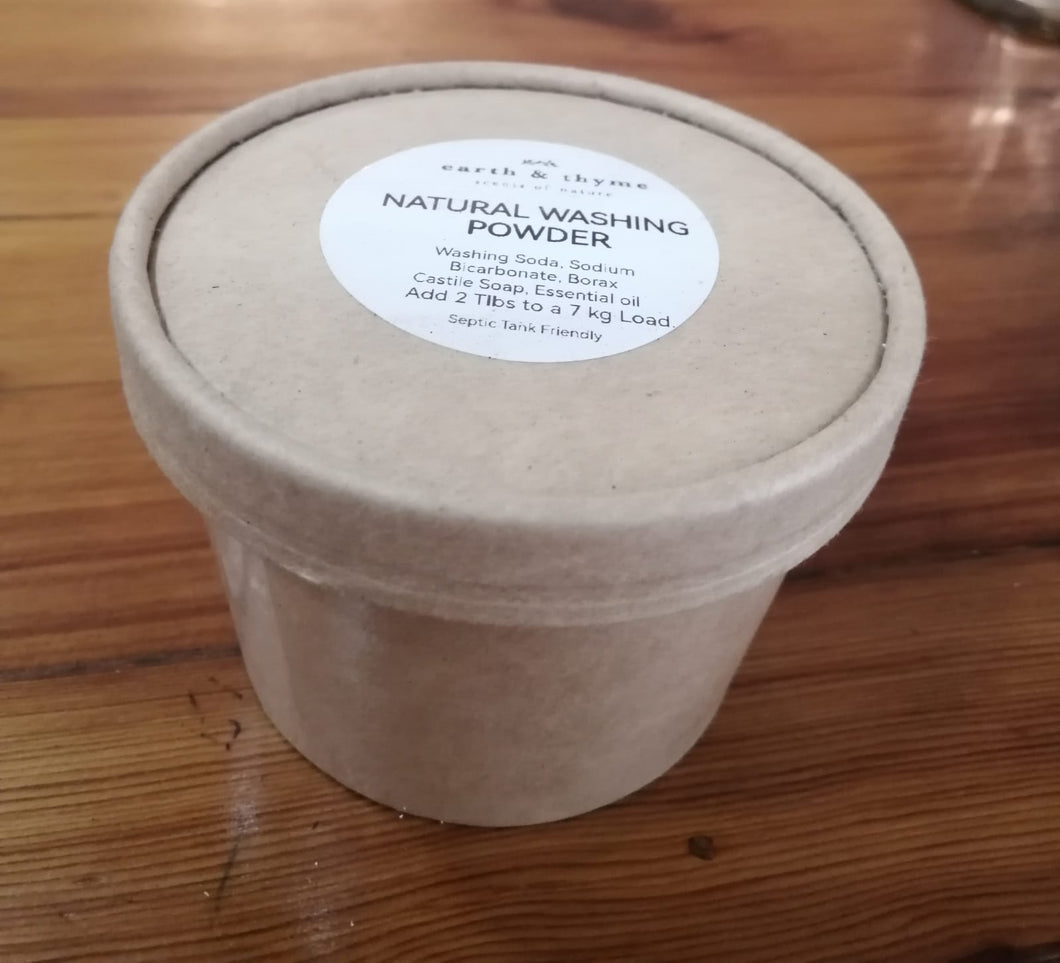 earth & thyme
scents of nature
NATURAL WASHING
POWDER
Washing Soda, Sodium
Bicarbonate, Borax
Castile Soap, Essential oil
Add 2 Tlbs to a 7 kg Load.
Septic Tank Friendly